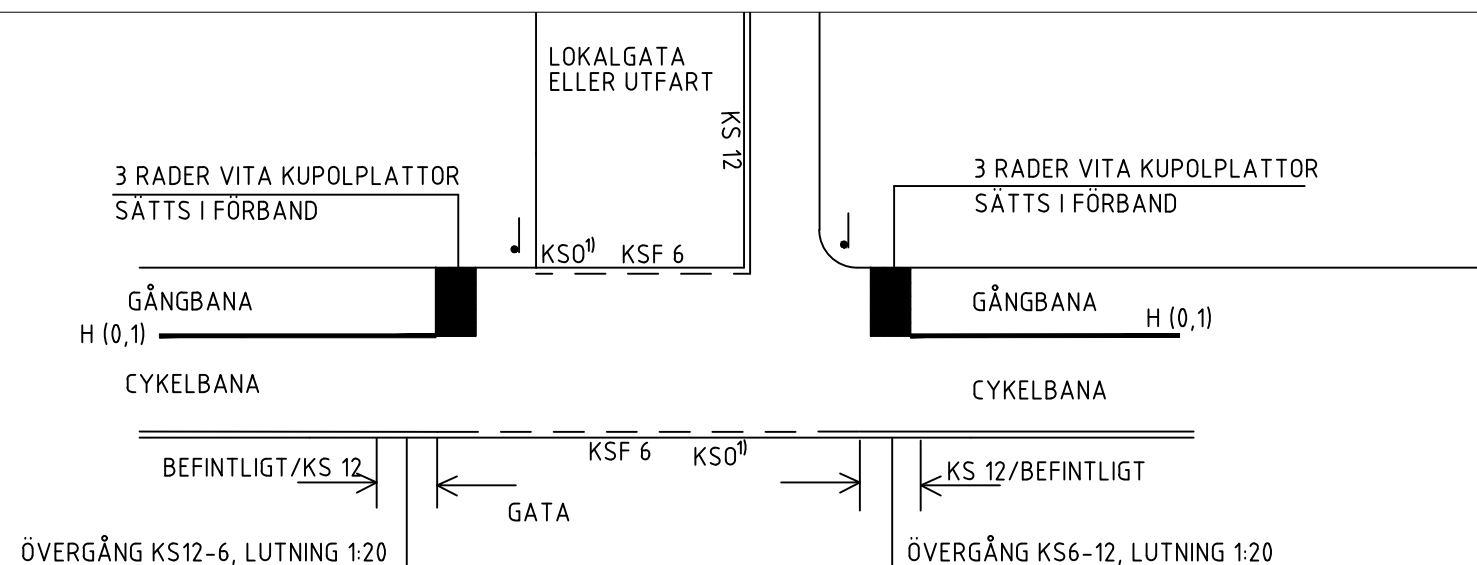 LOKALGATA
ELLER UTFART
KS 12
3 RADER VITA KUPOLPLATTOR
SÄTTS I FÖRBAND
3 RADER VITA KUPOLPLATTOR
SÄTTS I FÖRBAND
KSO¹⁾ KSF 6
GÅNGBANA
H (0,1)
GÅNGBANA
H (0,1)
CYKELBANA
CYKELBANA
KSF 6 KSO¹⁾
BEFINTLIGT/KS 12
KS 12/BEFINTLIGT
GATA
ÖVERGÅNG KS12-6, LUTNING 1:20
ÖVERGÅNG KS6-12, LUTNING 1:20